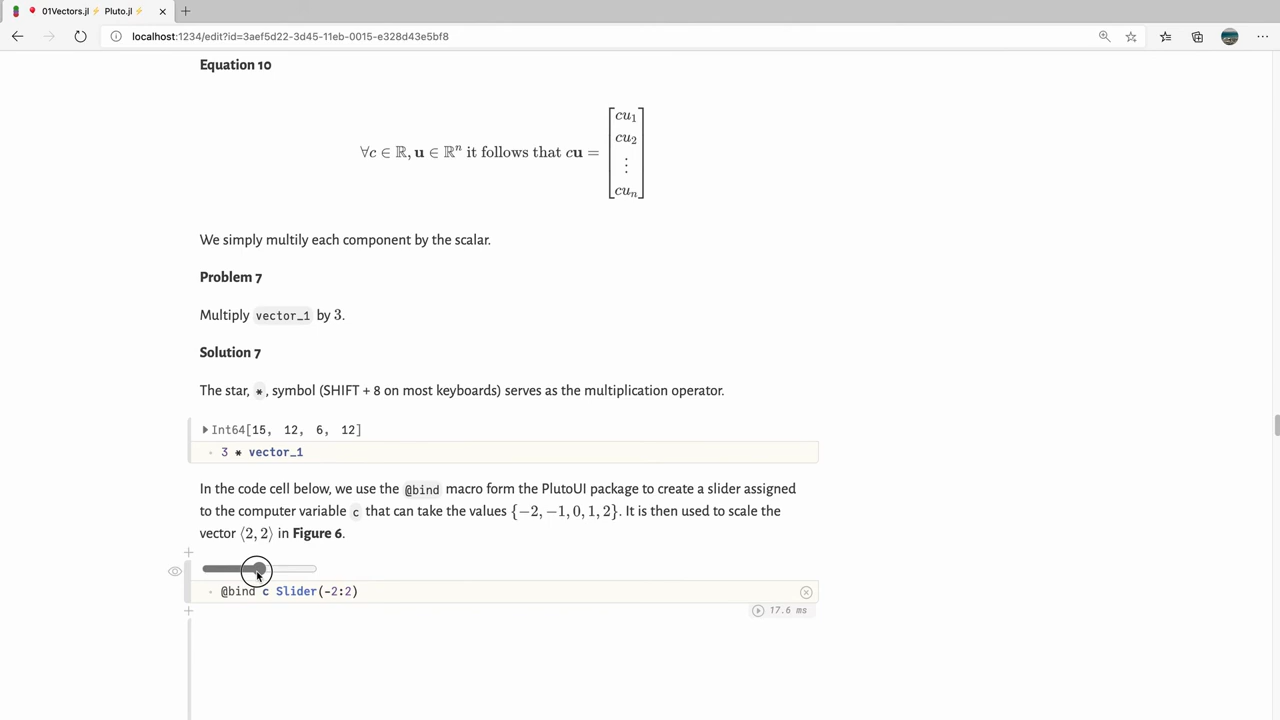 01Vectors.jl ⚡ Pluto.jl ⚡
localhost:1234/edit?id=3aef5d22-3d45-11eb-0015-e328d43e5bf8
Equation 10
∀c ∈ ℝ, u ∈ ℝⁿ it follows that cu = [cu₁ cu₂ ⋮ cuₙ]
We simply multily each component by the scalar.
Problem 7
Multiply vector_1 by 3.
Solution 7
The star, *, symbol (SHIFT + 8 on most keyboards) serves as the multiplication operator.
Int64[15, 12, 6, 12]
3 * vector_1
In the code cell below, we use the @bind macro form the PlutoUI package to create a slider assigned
to the computer variable c that can take the values {−2, −1, 0, 1, 2}. It is then used to scale the
vector ⟨2, 2⟩ in Figure 6.
@bind c Slider(-2:2)
17.6 ms